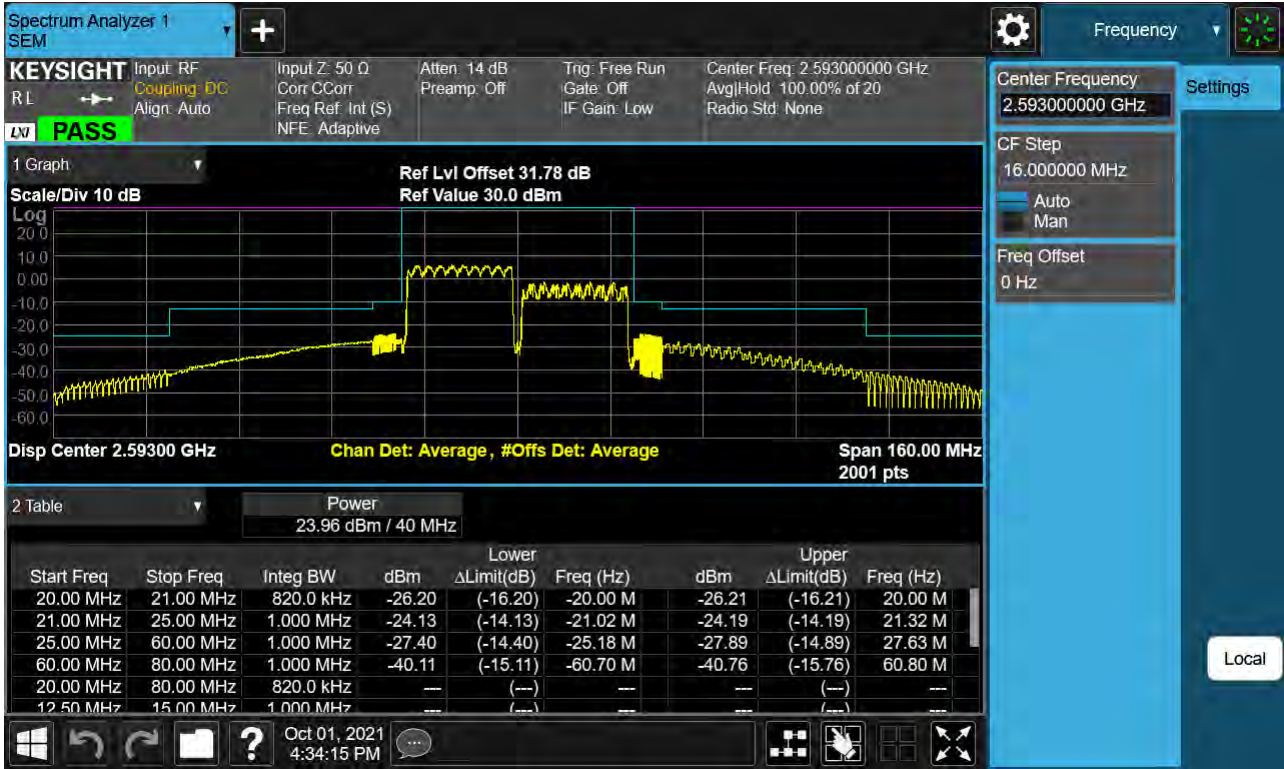 Spectrum Analyzer 1
SEM
Frequency
KEYSIGHT
RL
LXI
PASS
Input: RF
Coupling: DC
Align: Auto
Input Z: 50 Ω
Corr CCorr
Freq Ref: Int (S)
NFE: Adaptive
Atten: 14 dB
Preamp: Off
Trig: Free Run
Gate: Off
IF Gain: Low
Center Freq: 2.593000000 GHz
Avg|Hold: 100.00% of 20
Radio Std: None
Center Frequency
2.593000000 GHz
Settings
CF Step
16.000000 MHz
Auto
Man
Freq Offset
0 Hz
Local
1 Graph
Scale/Div 10 dB
Ref Lvl Offset 31.78 dB
Ref Value 30.0 dBm
Log
20.0
10.0
0.00
-10.0
-20.0
-30.0
-40.0
-50.0
-60.0
Disp Center 2.59300 GHz
Chan Det: Average, #Offs Det: Average
Span 160.00 MHz
2001 pts
2 Table
Power
23.96 dBm / 40 MHz
Lower Upper
Start Freq Stop Freq Integ BW dBm ΔLimit(dB) Freq (Hz) dBm ΔLimit(dB) Freq (Hz)
20.00 MHz 21.00 MHz 820.0 kHz -26.20 (-16.20) -20.00 M -26.21 (-16.21) 20.00 M
21.00 MHz 25.00 MHz 1.000 MHz -24.13 (-14.13) -21.02 M -24.19 (-14.19) 21.32 M
25.00 MHz 60.00 MHz 1.000 MHz -27.40 (-14.40) -25.18 M -27.89 (-14.89) 27.63 M
60.00 MHz 80.00 MHz 1.000 MHz -40.11 (-15.11) -60.70 M -40.76 (-15.76) 60.80 M
20.00 MHz 80.00 MHz 820.0 kHz --- (---) --- --- (---) ---
12.50 MHz 15.00 MHz 1.000 MHz --- (---) --- --- (---) ---
Oct 01, 2021
4:34:15 PM